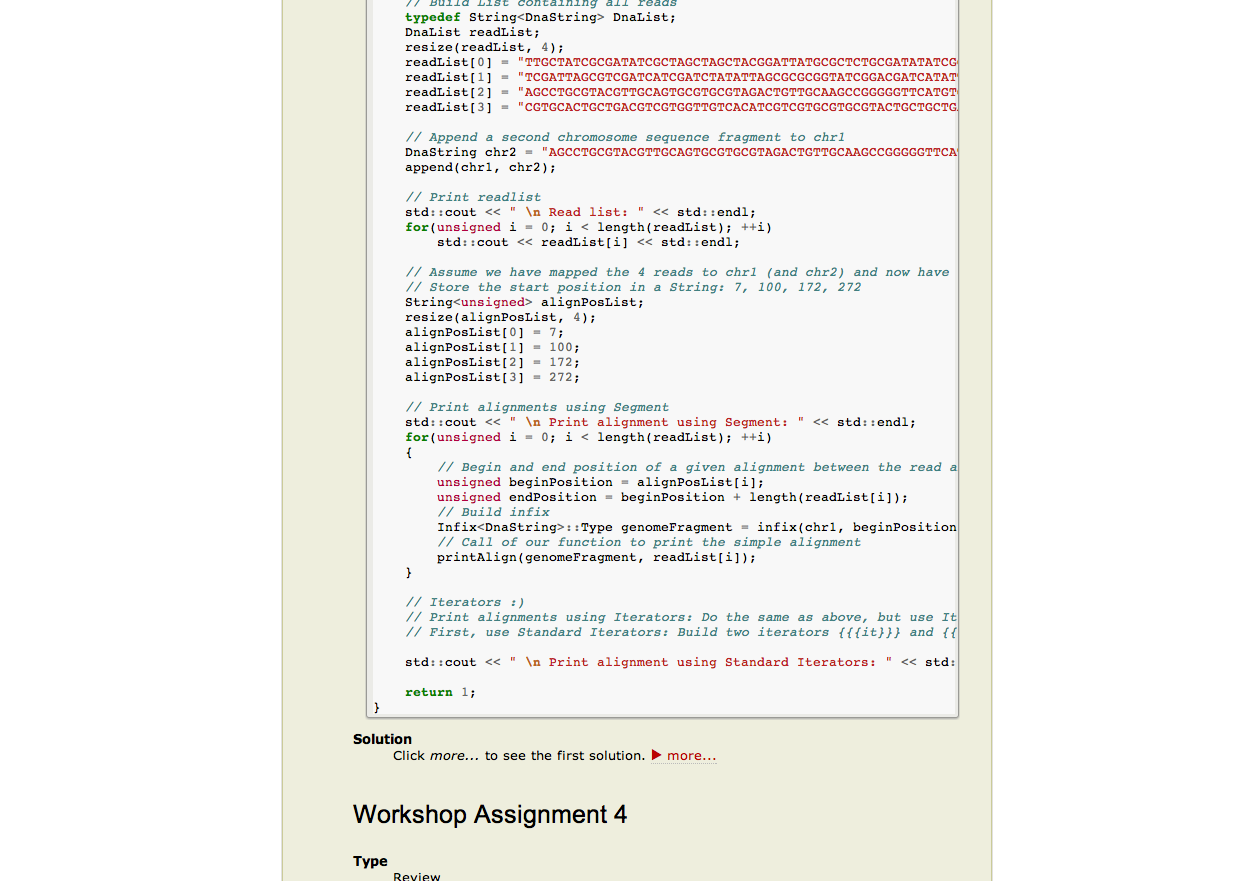 // Build List containing all reads
typedef String<DnaString> DnaList;
DnaList readList;
resize(readList, 4);
readList[0] = "TTGCTATCGCGATATCGCTAGCTAGCTACGGATTATGCGCTCTGCGATATATCG
readList[1] = "TCGATTAGCGTCGATCATCGATCTATATTAGCGCGCGGTATCGGACGATCATAT
readList[2] = "AGCCTGCGTACGTTGCAGTGCGTGCGTAGACTGTTGCAAGCCGGGGGTTCATGT
readList[3] = "CGTGCACTGCTGACGTCGTGGTTGTCACATCGTCGTGCGTGCGTACTGCTGCTG
// Append a second chromosome sequence fragment to chr1
DnaString chr2 = "AGCCTGCGTACGTTGCAGTGCGTGCGTAGACTGTTGCAAGCCGGGGGTTCA
append(chr1, chr2);
// Print readlist
std::cout << " \n Read list: " << std::endl;
for(unsigned i = 0; i < length(readList); ++i)
std::cout << readList[i] << std::endl;
// Assume we have mapped the 4 reads to chr1 (and chr2) and now have
// Store the start position in a String: 7, 100, 172, 272
String<unsigned> alignPosList;
resize(alignPosList, 4);
alignPosList[0] = 7;
alignPosList[1] = 100;
alignPosList[2] = 172;
alignPosList[3] = 272;
// Print alignments using Segment
std::cout << " \n Print alignment using Segment: " << std::endl;
for(unsigned i = 0; i < length(readList); ++i)
{
// Begin and end position of a given alignment between the read a
unsigned beginPosition = alignPosList[i];
unsigned endPosition = beginPosition + length(readList[i]);
// Build infix
Infix<DnaString>::Type genomeFragment = infix(chr1, beginPosition
// Call of our function to print the simple alignment
printAlign(genomeFragment, readList[i]);
}
// Iterators :)
// Print alignments using Iterators: Do the same as above, but use It
// First, use Standard Iterators: Build two iterators {{{it}}} and {{
std::cout << " \n Print alignment using Standard Iterators: " << std:
return 1;
}
Solution
Click more... to see the first solution. more...
Workshop Assignment 4
Type
Review